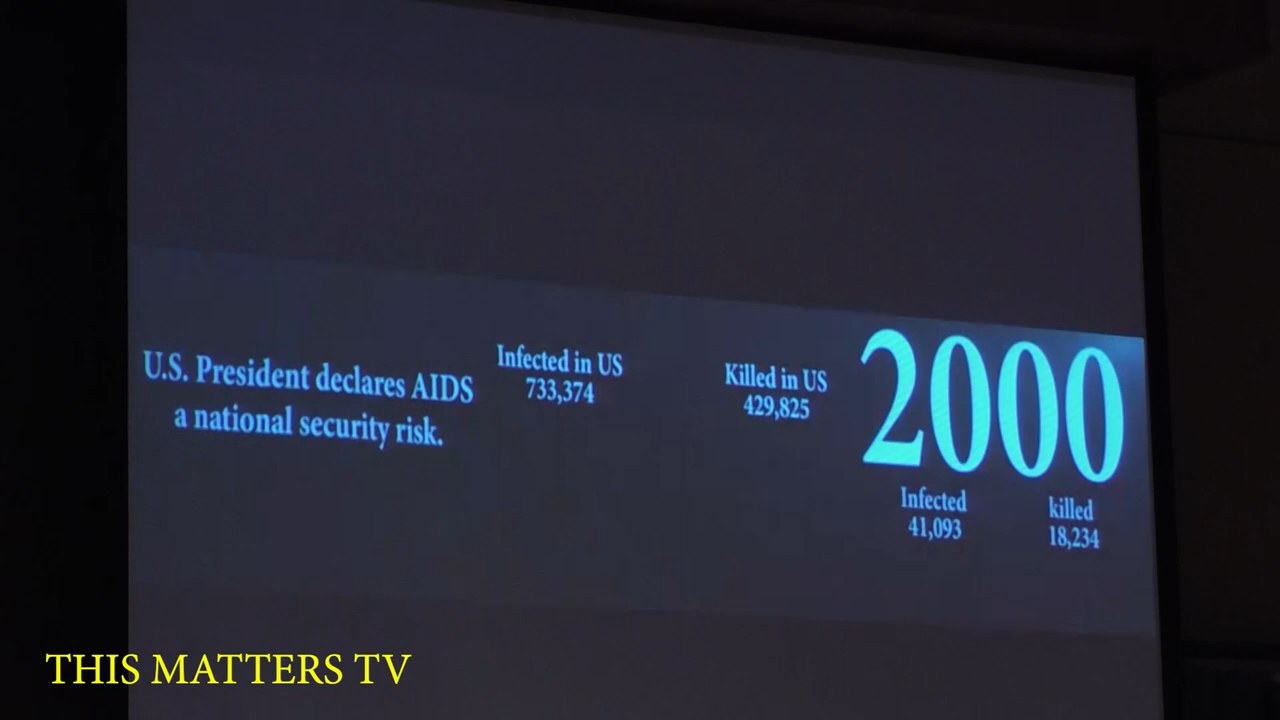 U.S. President declares AIDS
a national security risk.
Infected in US
733,374
Killed in US
429,825
2000
Infected
41,093
killed
18,234
THIS MATTERS TV